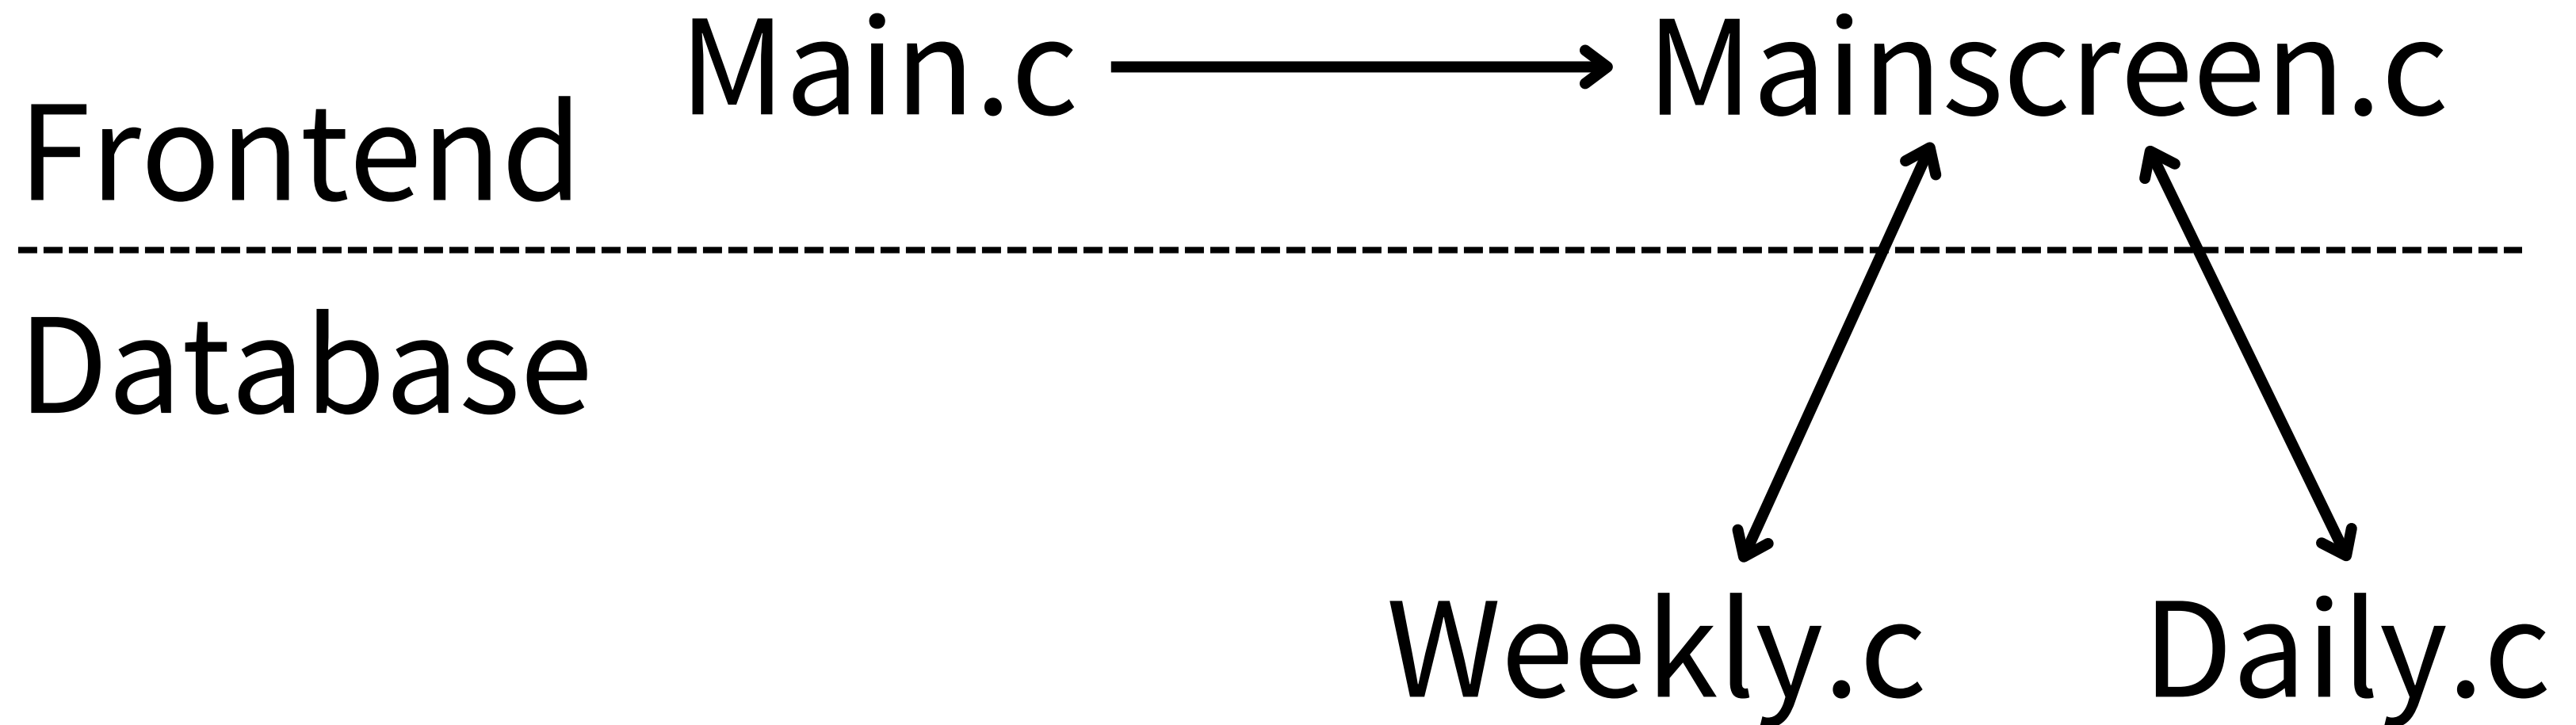 Main.c
Mainscreen.c
Frontend
Database
Weekly.c
Daily.c